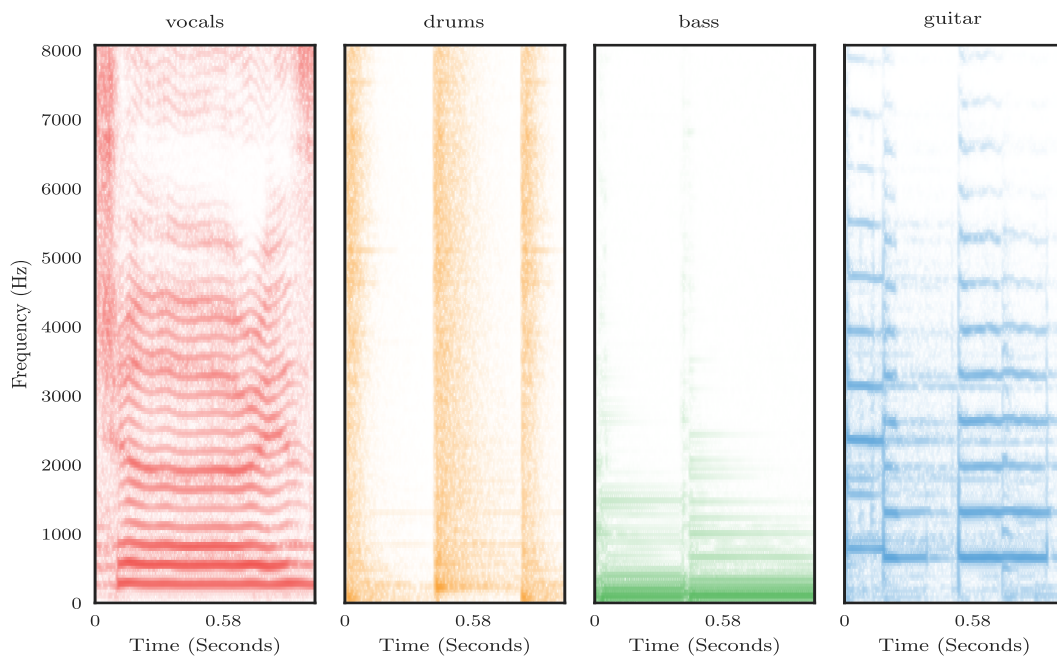 vocals
drums
bass
guitar
8000
7000
6000
5000
4000
3000
2000
1000
0
Frequency (Hz)
0 0.58
0 0.58
0 0.58
0 0.58
Time (Seconds)
Time (Seconds)
Time (Seconds)
Time (Seconds)